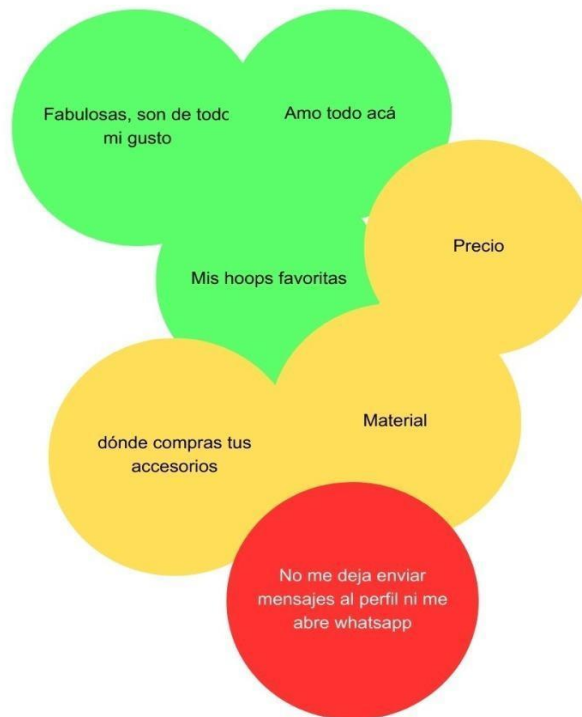 Fabulosas, son de todo
mi gusto
Amo todo acá
Precio
Mis hoops favoritas
Material
dónde compras tus
accesorios
No me deja enviar
mensajes al perfil ni me
abre whatsapp